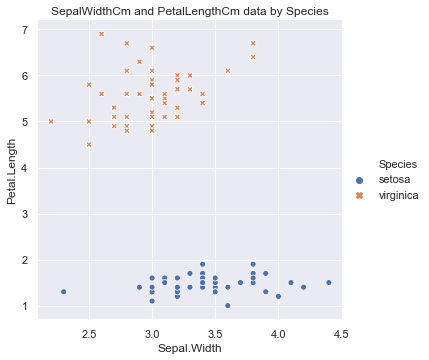 SepalWidthCm and PetalLengthCm data by Species
7
6
5
4
3
2
1
Petal.Length
2.5 3.0 3.5 4.0 4.5
Sepal.Width
Species
setosa
virginica